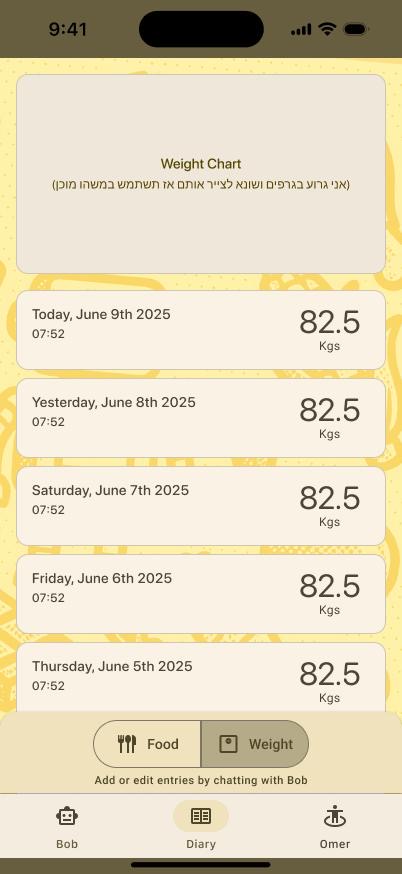 9:41
Weight Chart
(אני גרוע בגרפים ושונא לצייר אותם אז תשתמש במשהו מוכן)
Today, June 9th 2025
07:52
82.5
Kgs
Yesterday, June 8th 2025
07:52
82.5
Kgs
Saturday, June 7th 2025
07:52
82.5
Kgs
Friday, June 6th 2025
07:52
82.5
Kgs
Thursday, June 5th 2025
07:52
82.5
Kgs
Food
Weight
Add or edit entries by chatting with Bob
Bob
Diary
Omer